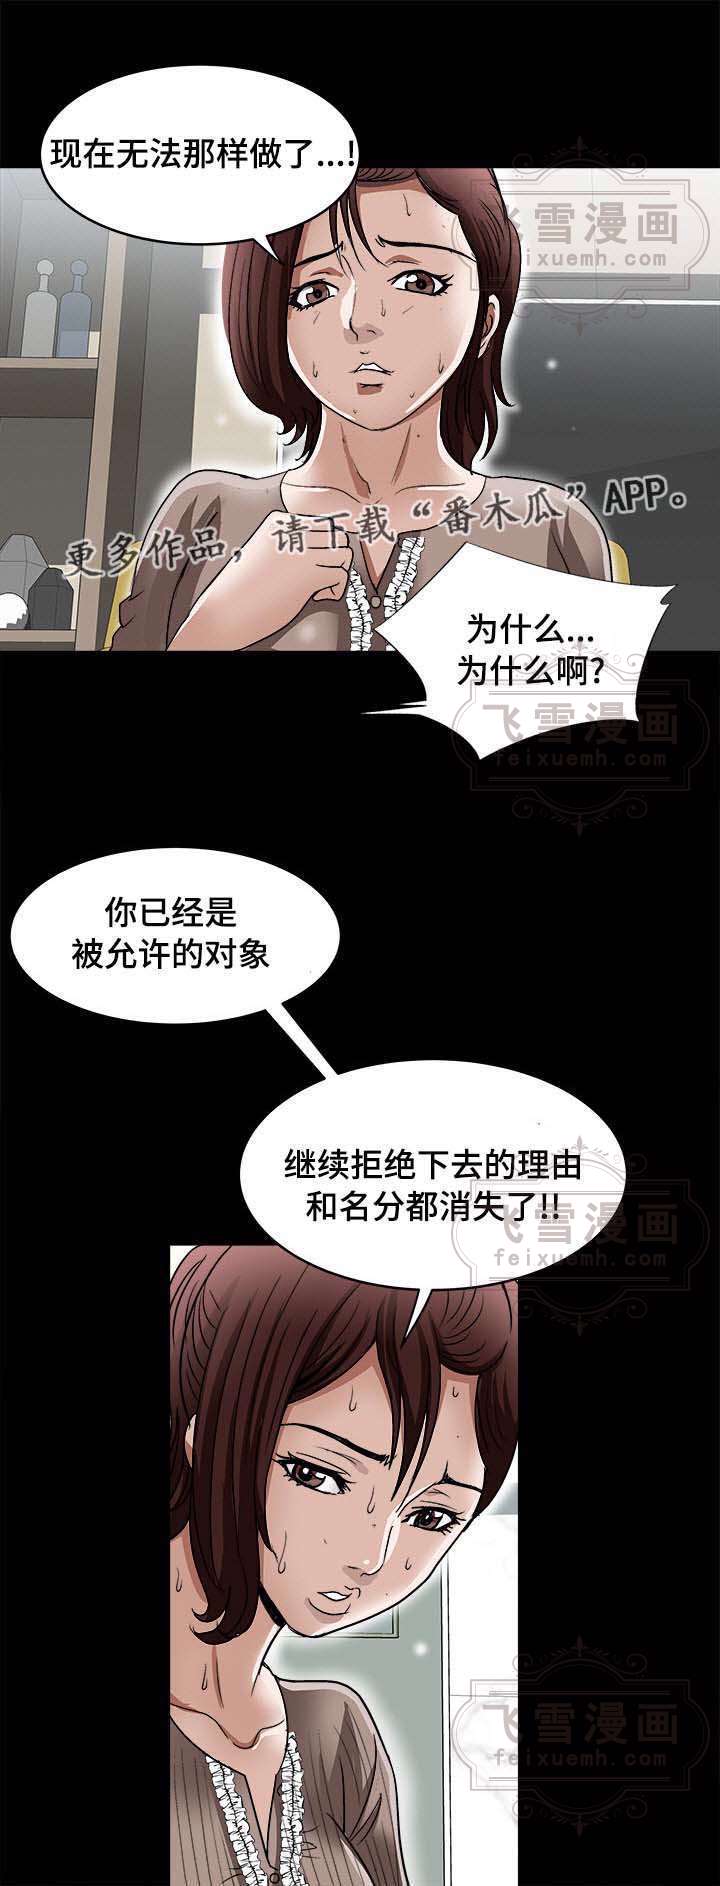 现在无法那样做了...!
飞雪漫画
feixuemh.com
更多作品，请下载“番木瓜”APP。
为什么...
为什么啊?
飞雪漫画
feixuemh.com
你已经是
被允许的对象
继续拒绝下去的理由
和名分都消失了!!
飞雪漫画
feixuemh.com
飞雪漫画
feixuemh.com